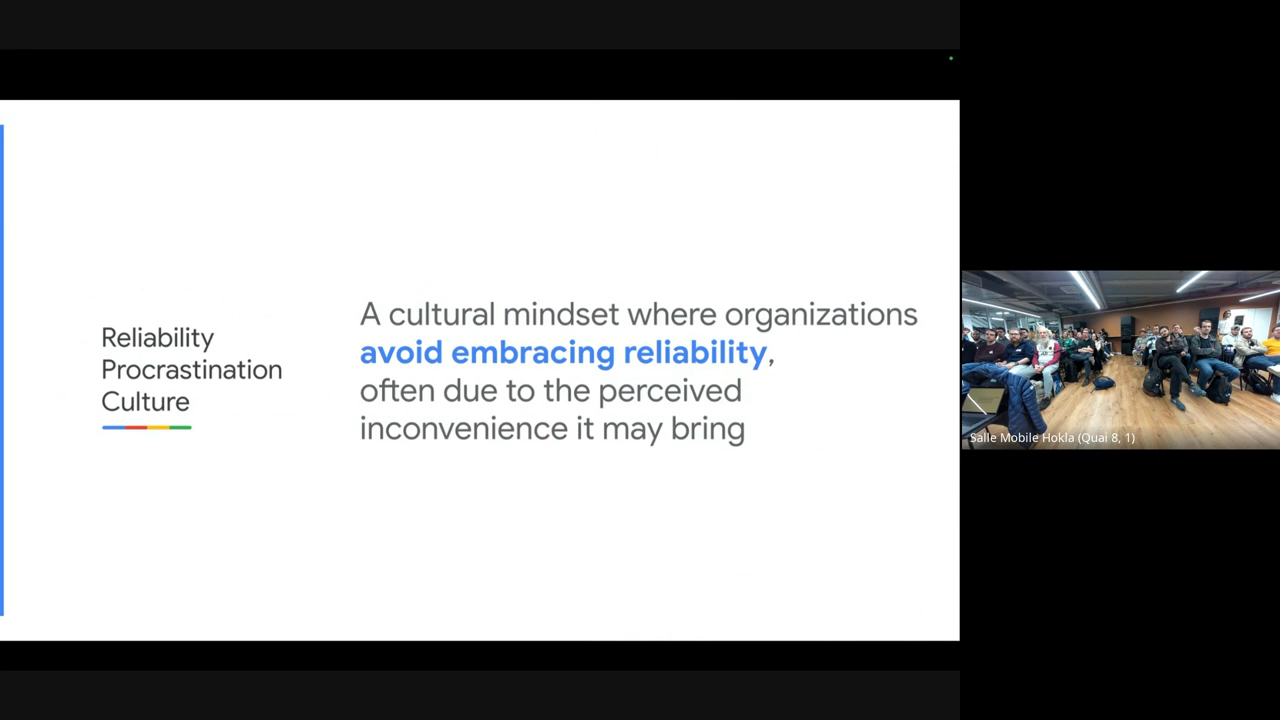 Reliability
Procrastination
Culture
A cultural mindset where organizations
avoid embracing reliability,
often due to the perceived
inconvenience it may bring
Salle Mobile Hokla (Quai 8, 1)